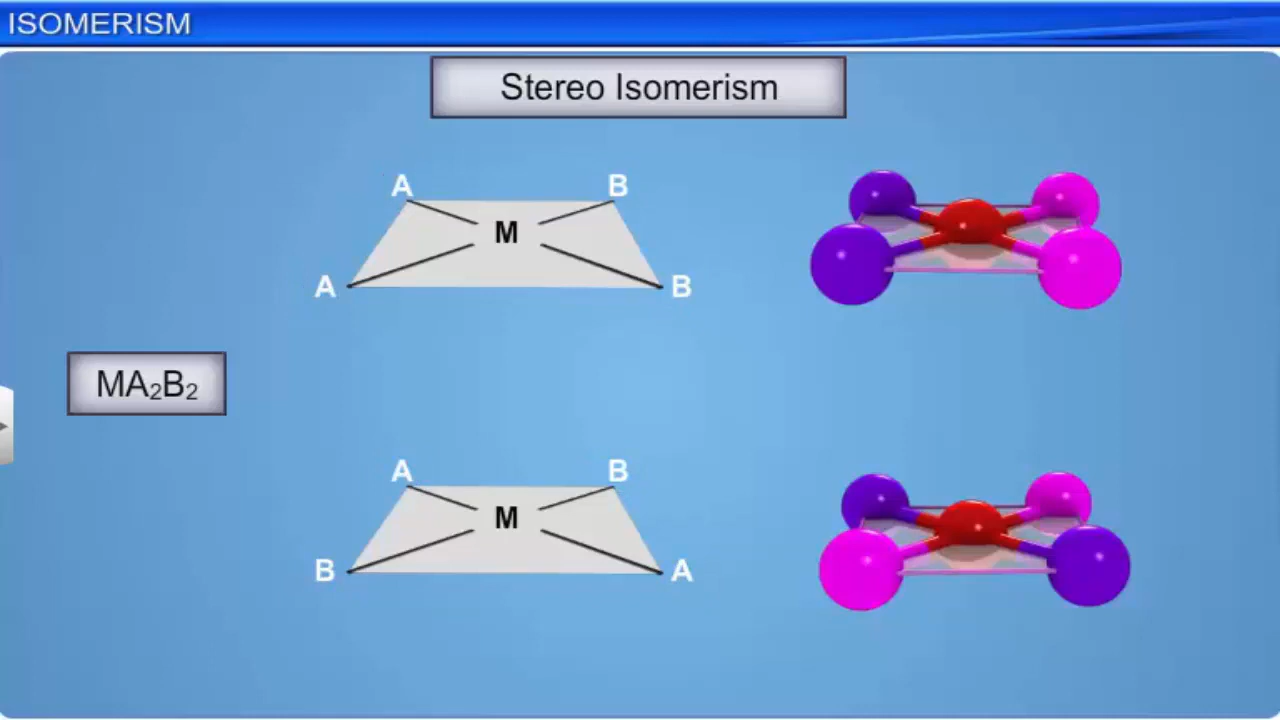 ISOMERISM
Stereo Isomerism
A B
M
A B
MA₂B₂
A B
M
B A